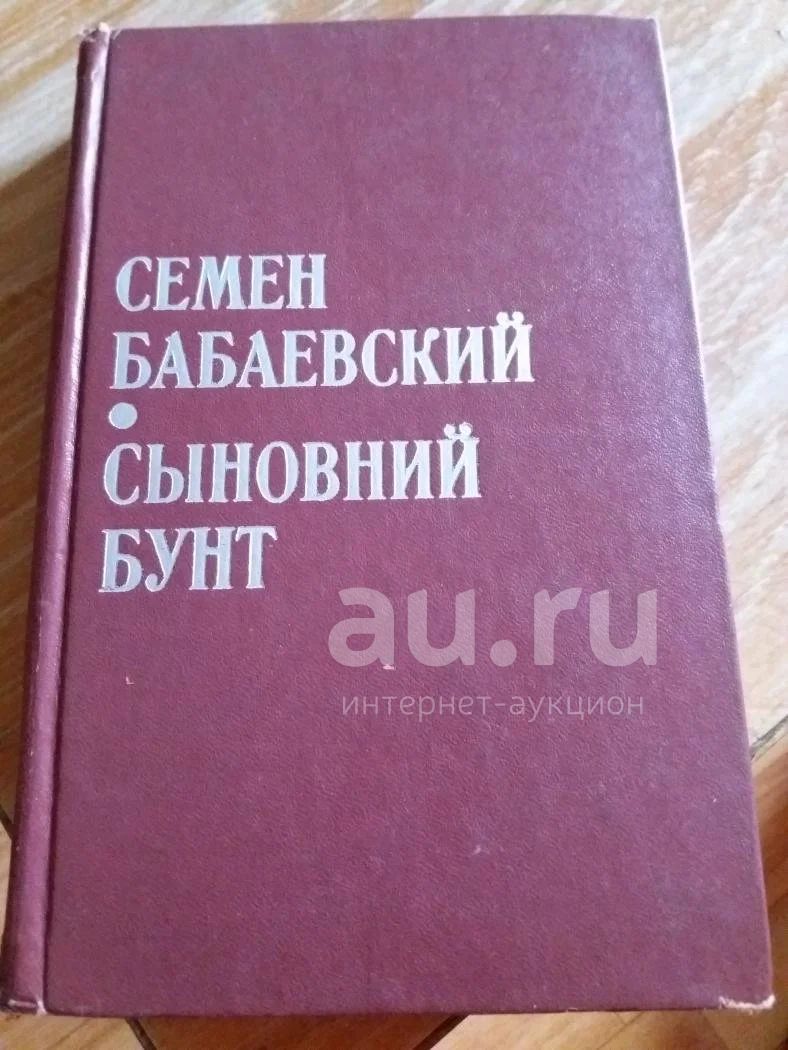 СЕМЕН
БАБАЕВСКИЙ
•
СЫНОВНИЙ
БУНТ
au.ru
интернет-аукцион